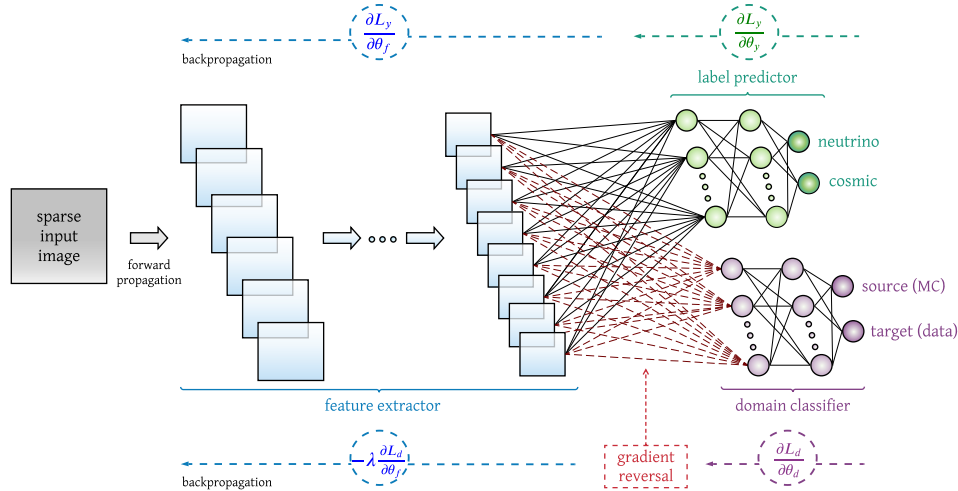 ∂L_y
∂θ_f
∂L_y
∂θ_y
backpropagation
label predictor
neutrino
cosmic
sparse
input
image
forward
propagation
source (MC)
target (data)
feature extractor
domain classifier
−λ ∂L_d
∂θ_f
gradient
reversal
∂L_d
∂θ_d
backpropagation